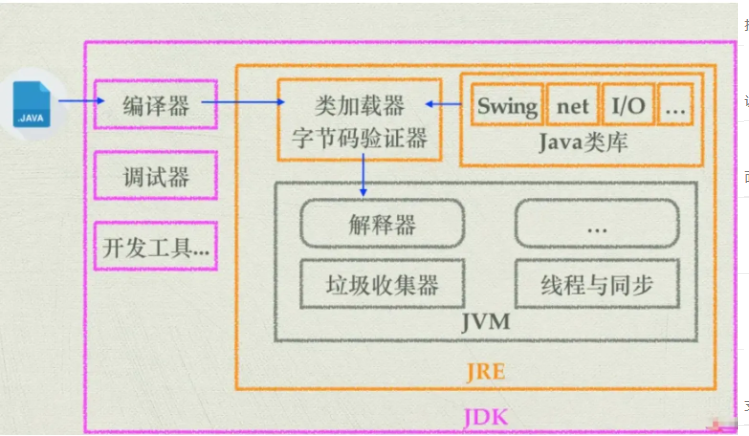 .JAVA
编译器
调试器
开发工具...
类加载器
字节码验证器
Swing net I/O ...
Java类库
解释器
...
垃圾收集器
线程与同步
JVM
JRE
JDK